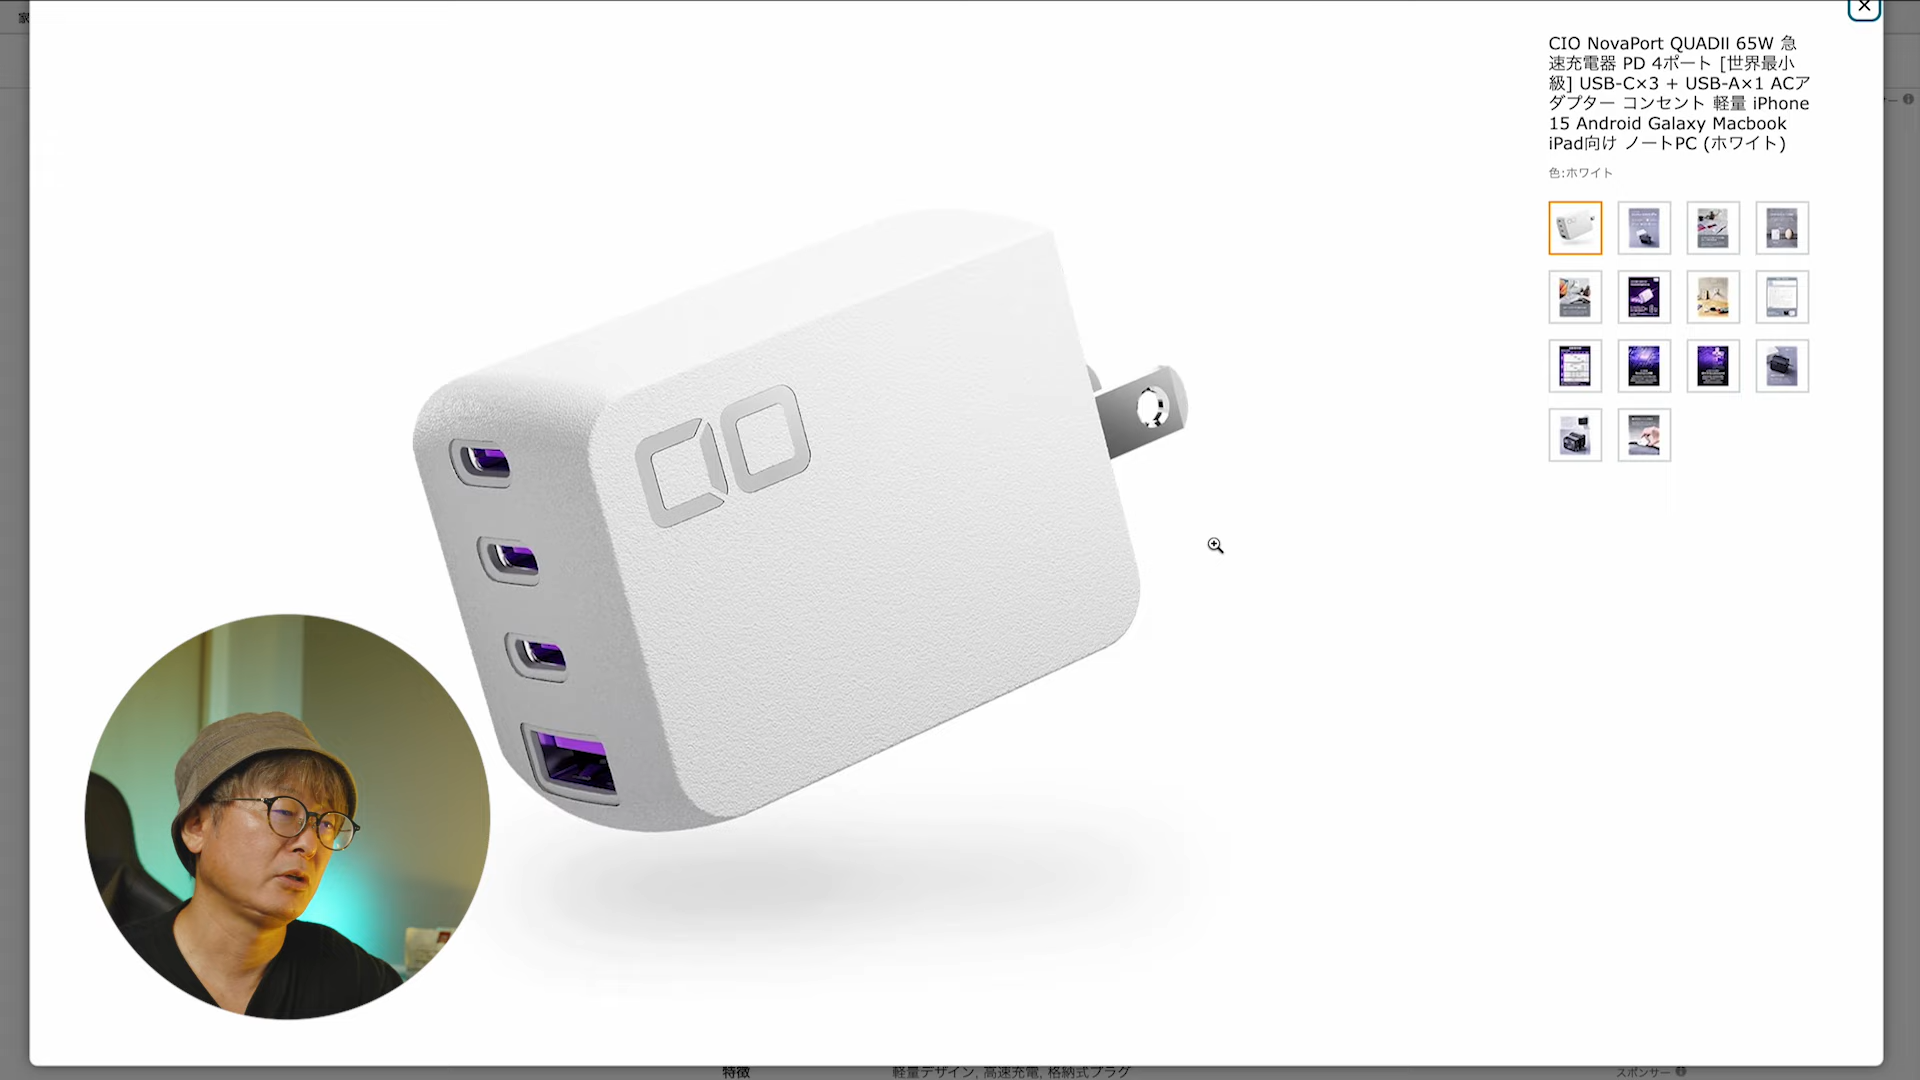 家
CIO NovaPort QUADⅡ 65W 急
速充電器 PD 4ポート [世界最小
級] USB-C×3 + USB-A×1 ACア
ダプター コンセント 軽量 iPhone
15 Android Galaxy Macbook
iPad向け ノートPC (ホワイト)
色:ホワイト
CIO
特徴
軽量デザイン, 高速充電, 格納式プラグ
スポンサー